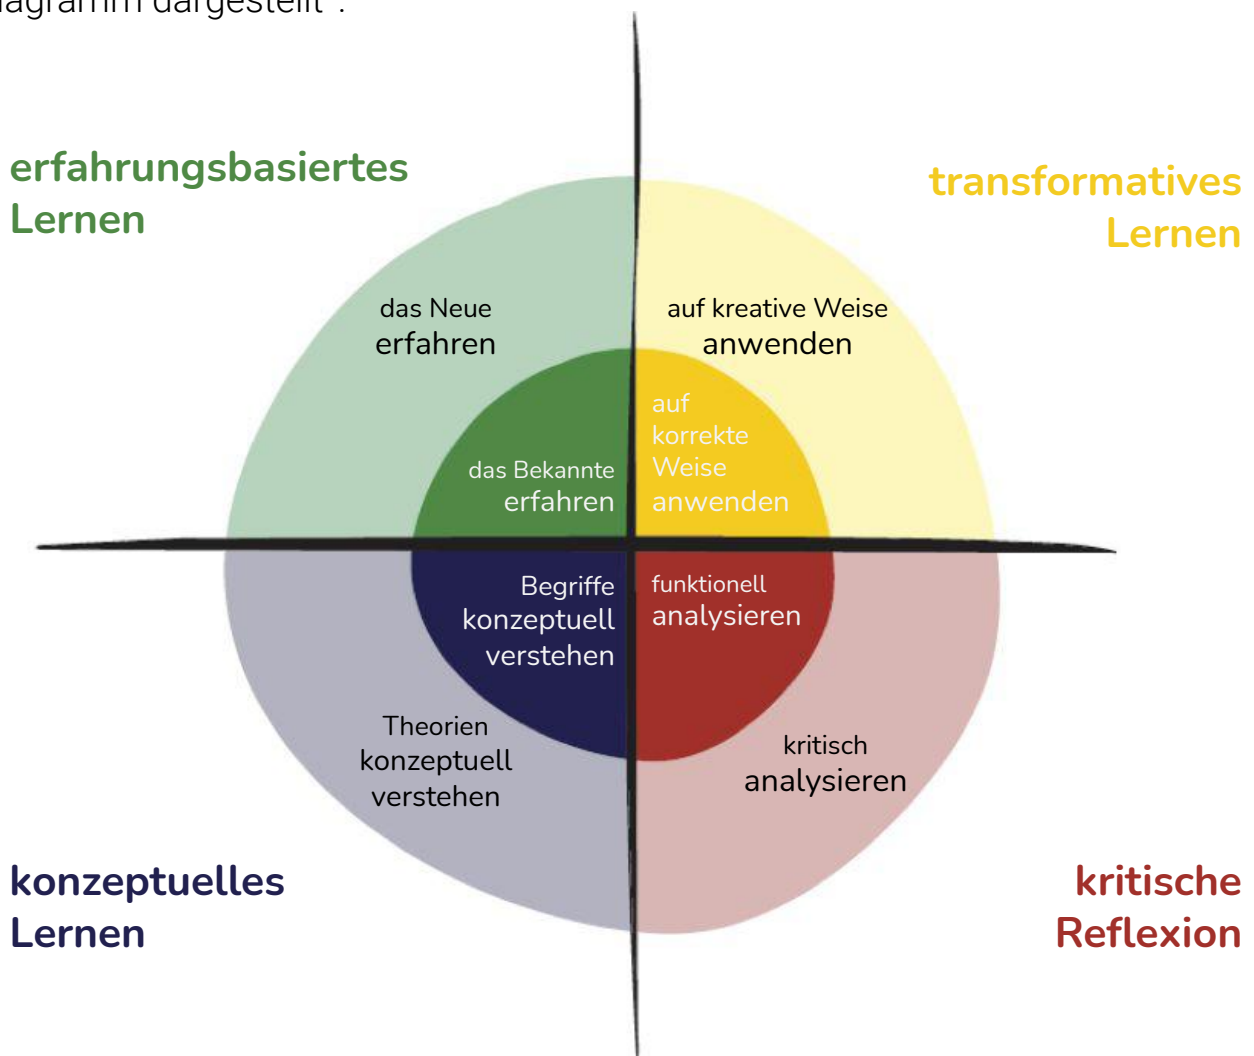 dargestellt".
erfahrungsbasiertes
Lernen
transformatives
Lernen
das Neue
erfahren
auf kreative Weise
anwenden
das Bekannte
erfahren
auf
korrekte
Weise
anwenden
Begriffe
konzeptuell
verstehen
funktionell
analysieren
Theorien
konzeptuell
verstehen
kritisch
analysieren
konzeptuelles
Lernen
kritische
Reflexion